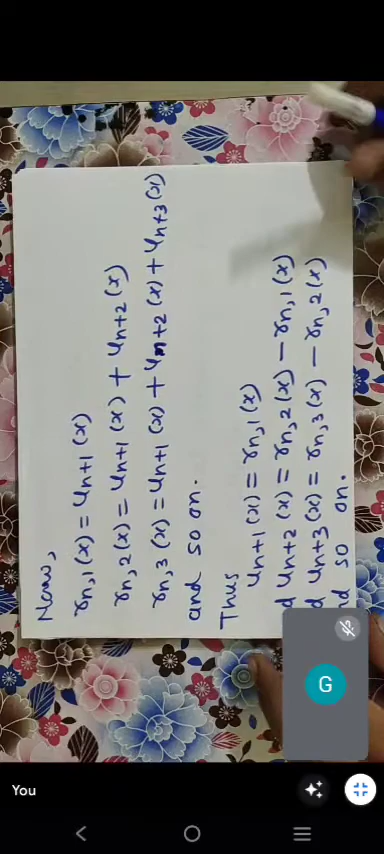 Now,
rn,1(x) = un+1(x)
rn,2(x) = un+1(x) + un+2(x)
rn,3(x) = un+1(x) + un+2(x) + un+3(x)
and so on.
Thus
un+1(x) = rn,1(x)
d un+2(x) = rn,2(x) - rn,1(x)
d un+3(x) = rn,3(x) - rn,2(x)
nd so on.
G
You